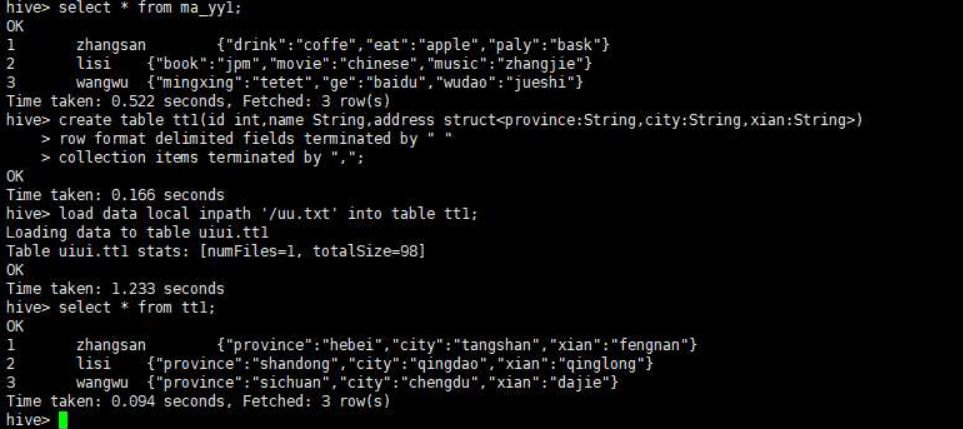 hive> select * from ma_yy1;
OK
1       zhangsan        {"drink":"coffe","eat":"apple","paly":"bask"}
2       lisi    {"book":"jpm","movie":"chinese","music":"zhangjie"}
3       wangwu  {"mingxing":"tetet","ge":"baidu","wudao":"jueshi"}
Time taken: 0.522 seconds, Fetched: 3 row(s)
hive> create table tt1(id int,name String,address struct<province:String,city:String,xian:String>)
    > row format delimited fields terminated by " "
    > collection items terminated by ",";
OK
Time taken: 0.166 seconds
hive> load data local inpath '/uu.txt' into table tt1;
Loading data to table uiui.tt1
Table uiui.tt1 stats: [numFiles=1, totalSize=98]
OK
Time taken: 1.233 seconds
hive> select * from tt1;
OK
1       zhangsan        {"province":"hebei","city":"tangshan","xian":"fengnan"}
2       lisi    {"province":"shandong","city":"qingdao","xian":"qinglong"}
3       wangwu  {"province":"sichuan","city":"chengdu","xian":"dajie"}
Time taken: 0.094 seconds, Fetched: 3 row(s)
hive>